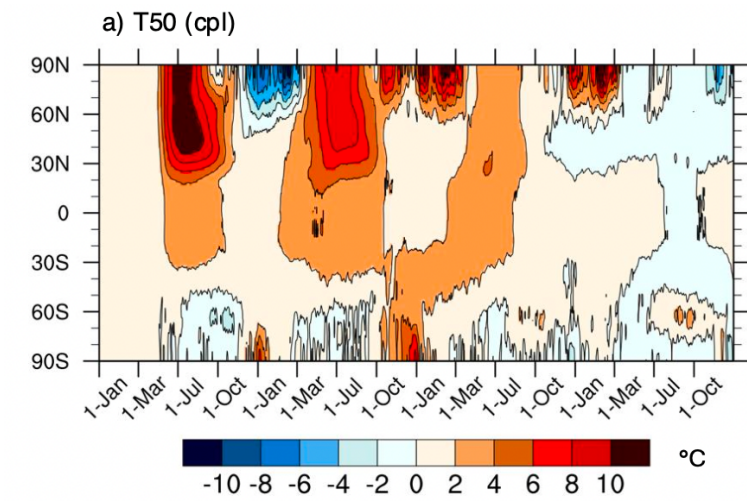 a) T50 (cpl)
90N
60N
30N
0
30S
60S
90S
1-Jan 1-Mar 1-Jul 1-Oct 1-Jan 1-Mar 1-Jul 1-Oct 1-Jan 1-Mar 1-Jul 1-Oct 1-Jan 1-Mar 1-Jul 1-Oct
-10 -8 -6 -4 -2 0 2 4 6 8 10 °C